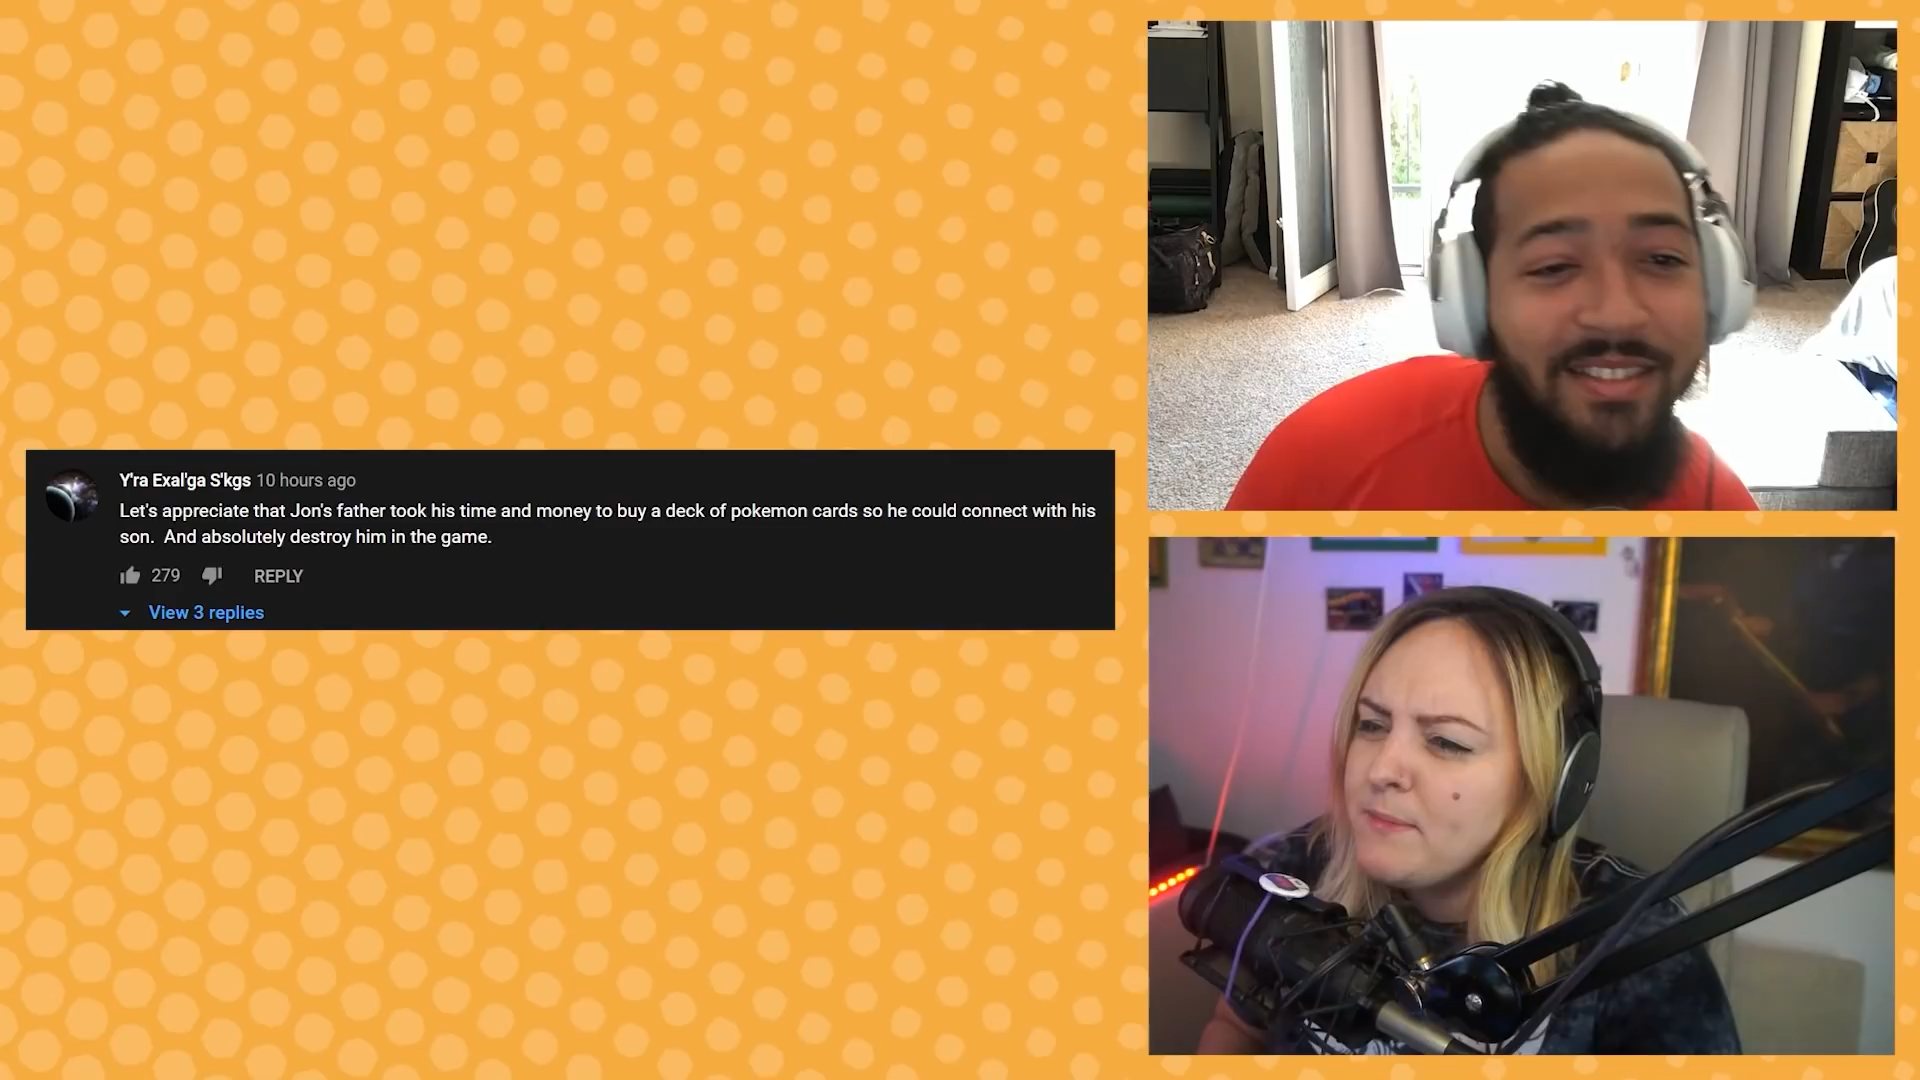 Y'ra Exal'ga S'kgs 10 hours ago
Let's appreciate that Jon's father took his time and money to buy a deck of pokemon cards so he could connect with his
son.  And absolutely destroy him in the game.
279 REPLY
View 3 replies